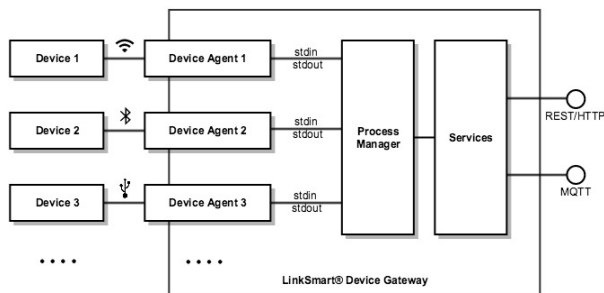 Device 1
Device Agent 1
stdin
stdout
Device 2
Device Agent 2
stdin
stdout
Device 3
Device Agent 3
stdin
stdout
Process
Manager
Services
REST/HTTP
MQTT
LinkSmart® Device Gateway